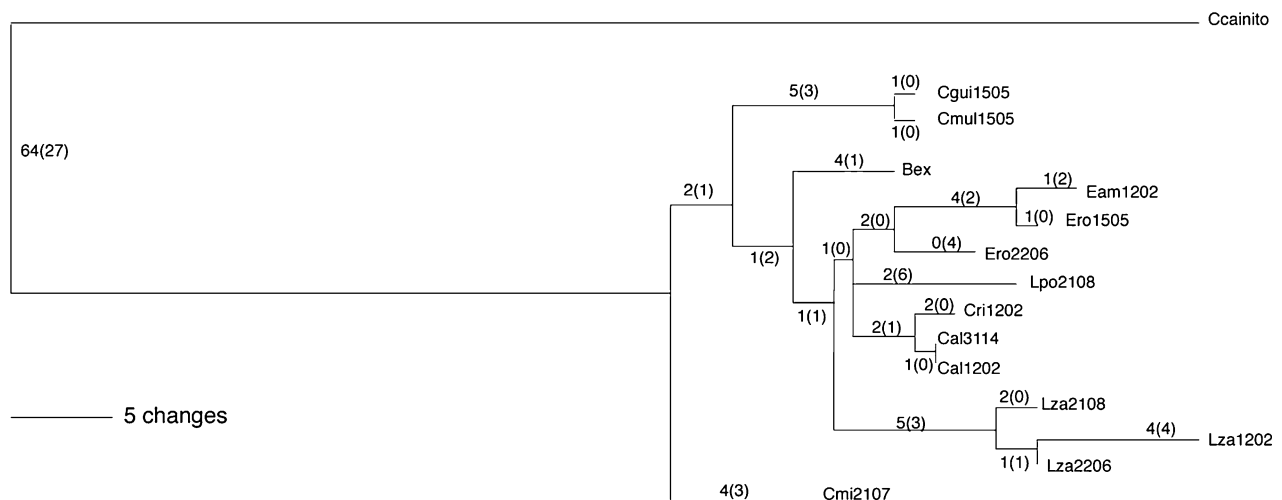 Ccainito
1(0)
5(3)
Cgui1505
Cmul1505
1(0)
64(27)
4(1)
Bex
1(2)
2(1)
4(2)
Eam1202
1(0)
Ero1505
2(0)
1(0)
0(4)
Ero2206
1(2)
2(6)
Lpo2108
2(0)
Cri1202
1(1)
2(1)
Cal3114
1(0)
Cal1202
2(0)
Lza2108
5 changes
5(3)
4(4)
Lza1202
1(1)
Lza2206
4(3)
Cmi2107